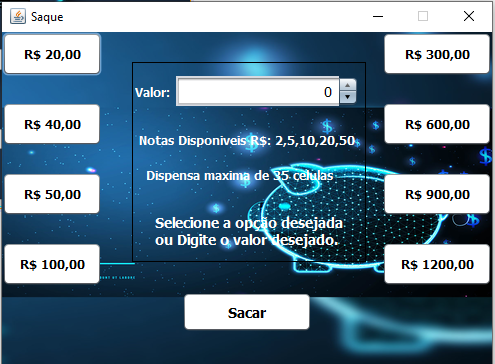 Saque
R$ 20,00
R$ 300,00
Valor: 0
R$ 40,00
R$ 600,00
Notas Disponiveis R$: 2,5,10,20,50
Dispensa maxima de 35 celulas
R$ 50,00
R$ 900,00
Selecione a opção desejada
ou Digite o valor desejado.
R$ 100,00
R$ 1200,00
Sacar